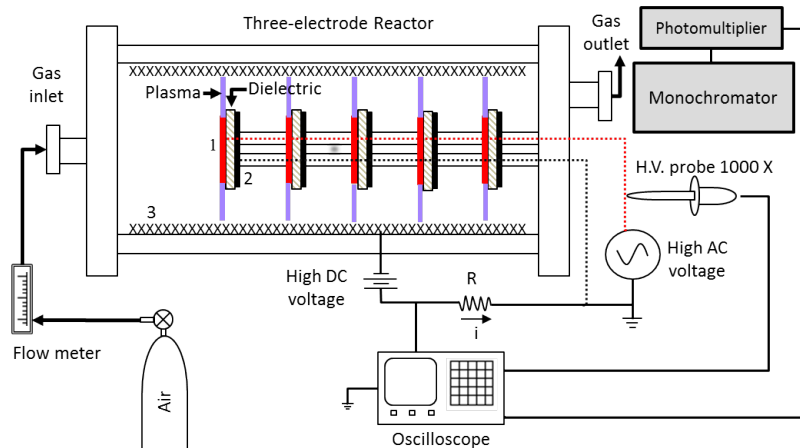 Three-electrode Reactor
Gas
outlet
Photomultiplier
Monochromator
Gas
inlet
Plasma
Dielectric
1
2
3
H.V. probe 1000 X
High AC
voltage
High DC
voltage
R
i
Flow meter
Air
Oscilloscope